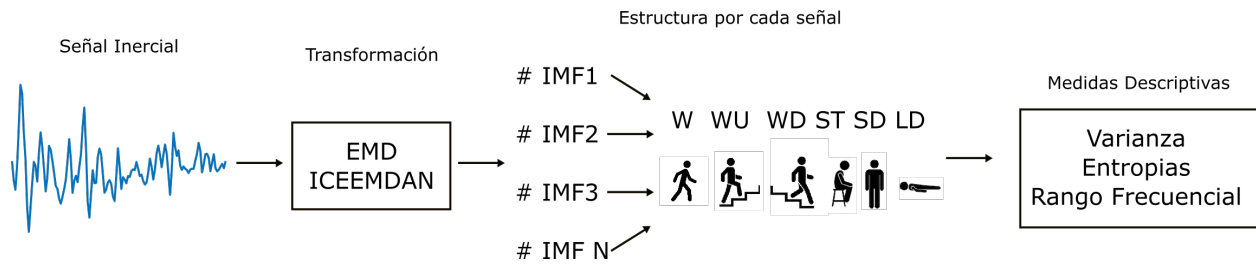 Estructura por cada señal
Señal Inercial
Transformación
Medidas Descriptivas
# IMF1
# IMF2
# IMF3
# IMF N
EMD
ICEEMDAN
W WU WD ST SD LD
Varianza
Entropias
Rango Frecuencial